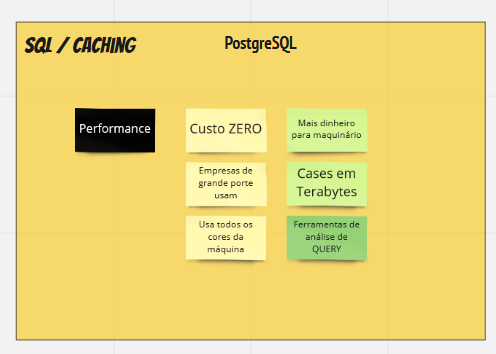 SQL / CACHING
PostgreSQL
Performance
Custo ZERO
Mais dinheiro
para maquinário
Empresas de
grande porte
usam
Cases em
Terabytes
Usa todos os
cores da
máquina
Ferramentas de
análise de
QUERY